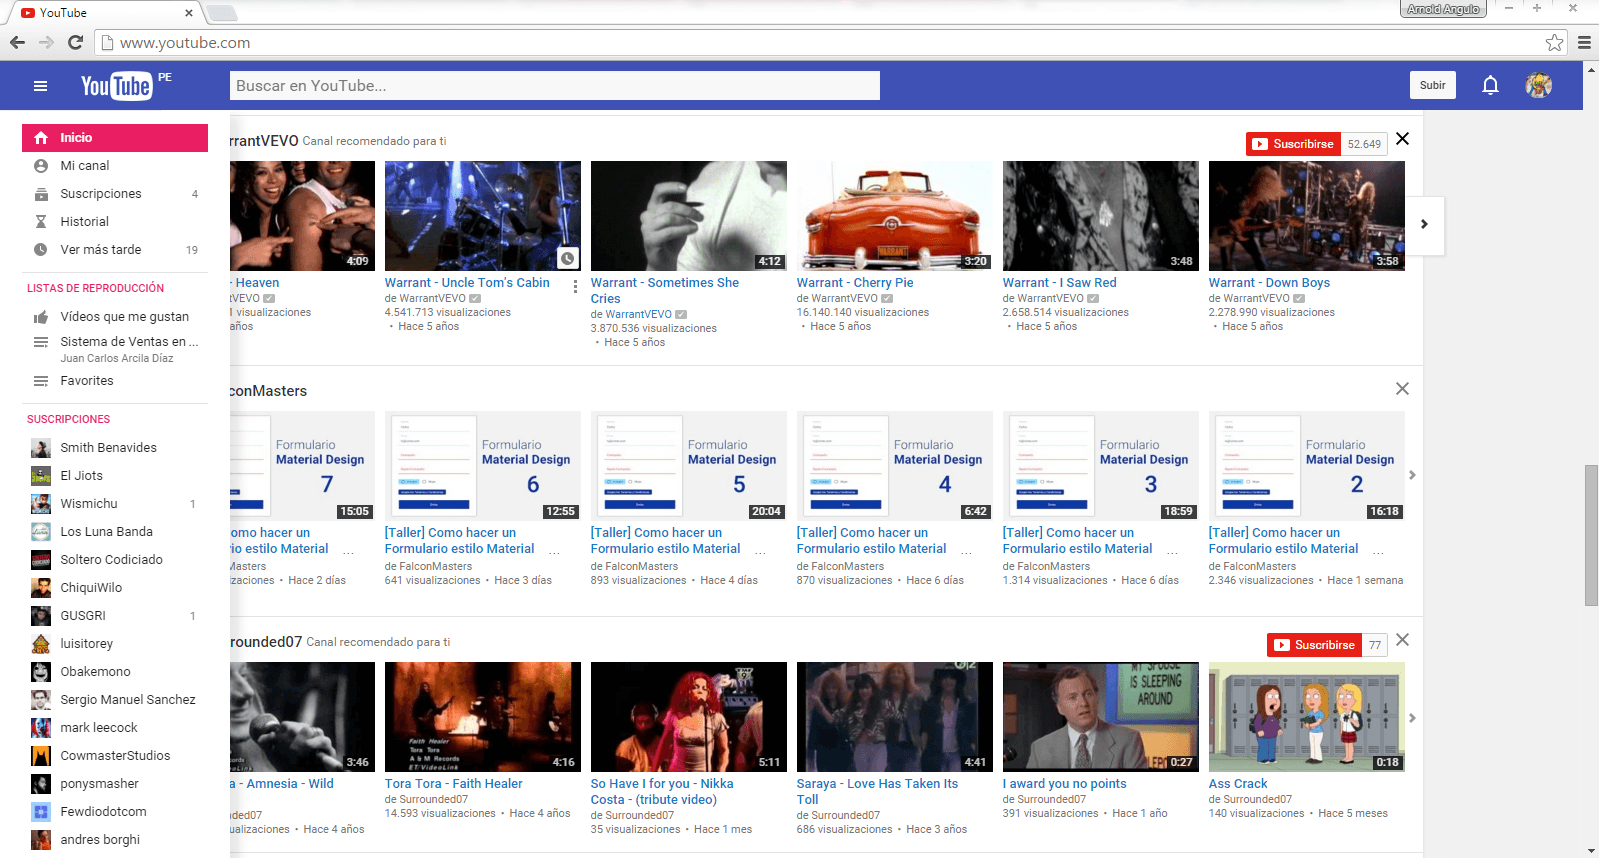 YouTube
Arnold Angulo
www.youtube.com
YouTube PE
Buscar en YouTube...
Subir
Inicio
Mi canal
Suscripciones 4
Historial
Ver más tarde 19
LISTAS DE REPRODUCCIÓN
Vídeos que me gustan
Sistema de Ventas en ...
Juan Carlos Arcila Díaz
Favorites
SUSCRIPCIONES
Smith Benavides
El Jiots
Wismichu 1
Los Luna Banda
Soltero Codiciado
ChiquiWilo
GUSGRI 1
luisitorey
Obakemono
Sergio Manuel Sanchez
mark leecock
CowmasterStudios
ponysmasher
Fewdiodotcom
andres borghi
rrantVEVO Canal recomendado para ti
Suscribirse 52.649
4:09
4:12
WARRANT
3:20
3:48
3:58
- Heaven
tVEVO
1 visualizaciones
años
Warrant - Uncle Tom's Cabin
de WarrantVEVO
4.541.713 visualizaciones
• Hace 5 años
Warrant - Sometimes She
Cries
de WarrantVEVO
3.870.536 visualizaciones
• Hace 5 años
Warrant - Cherry Pie
de WarrantVEVO
16.140.140 visualizaciones
• Hace 5 años
Warrant - I Saw Red
de WarrantVEVO
2.658.514 visualizaciones
• Hace 5 años
Warrant - Down Boys
de WarrantVEVO
2.278.990 visualizaciones
• Hace 5 años
lconMasters
Formulario
Material Design
7
15:05
Formulario
Material Design
6
12:55
Formulario
Material Design
5
20:04
Formulario
Material Design
4
6:42
Formulario
Material Design
3
18:59
Formulario
Material Design
2
16:18
omo hacer un
io estilo Material ...
Masters
zaciones • Hace 2 días
[Taller] Como hacer un
Formulario estilo Material ...
de FalconMasters
641 visualizaciones • Hace 3 días
[Taller] Como hacer un
Formulario estilo Material ...
de FalconMasters
893 visualizaciones • Hace 4 días
[Taller] Como hacer un
Formulario estilo Material ...
de FalconMasters
870 visualizaciones • Hace 6 días
[Taller] Como hacer un
Formulario estilo Material ...
de FalconMasters
1.314 visualizaciones • Hace 6 días
[Taller] Como hacer un
Formulario estilo Material ...
de FalconMasters
2.346 visualizaciones • Hace 1 semana
rounded07 Canal recomendado para ti
Suscribirse 77
3:46
Faith Healer
Tora Tora
A & M Records
ET/VideoLink
4:16
5:11
4:41
MY SPOUSE
IS SLEEPING
AROUND
0:27
0:18
a - Amnesia - Wild
ded07
ualizaciones • Hace 4 años
Tora Tora - Faith Healer
de Surrounded07
14.593 visualizaciones • Hace 4 años
So Have I for you - Nikka
Costa - (tribute video)
de Surrounded07
35 visualizaciones • Hace 1 mes
Saraya - Love Has Taken Its
Toll
de Surrounded07
686 visualizaciones • Hace 3 años
I award you no points
de Surrounded07
391 visualizaciones • Hace 1 año
Ass Crack
de Surrounded07
140 visualizaciones • Hace 5 meses